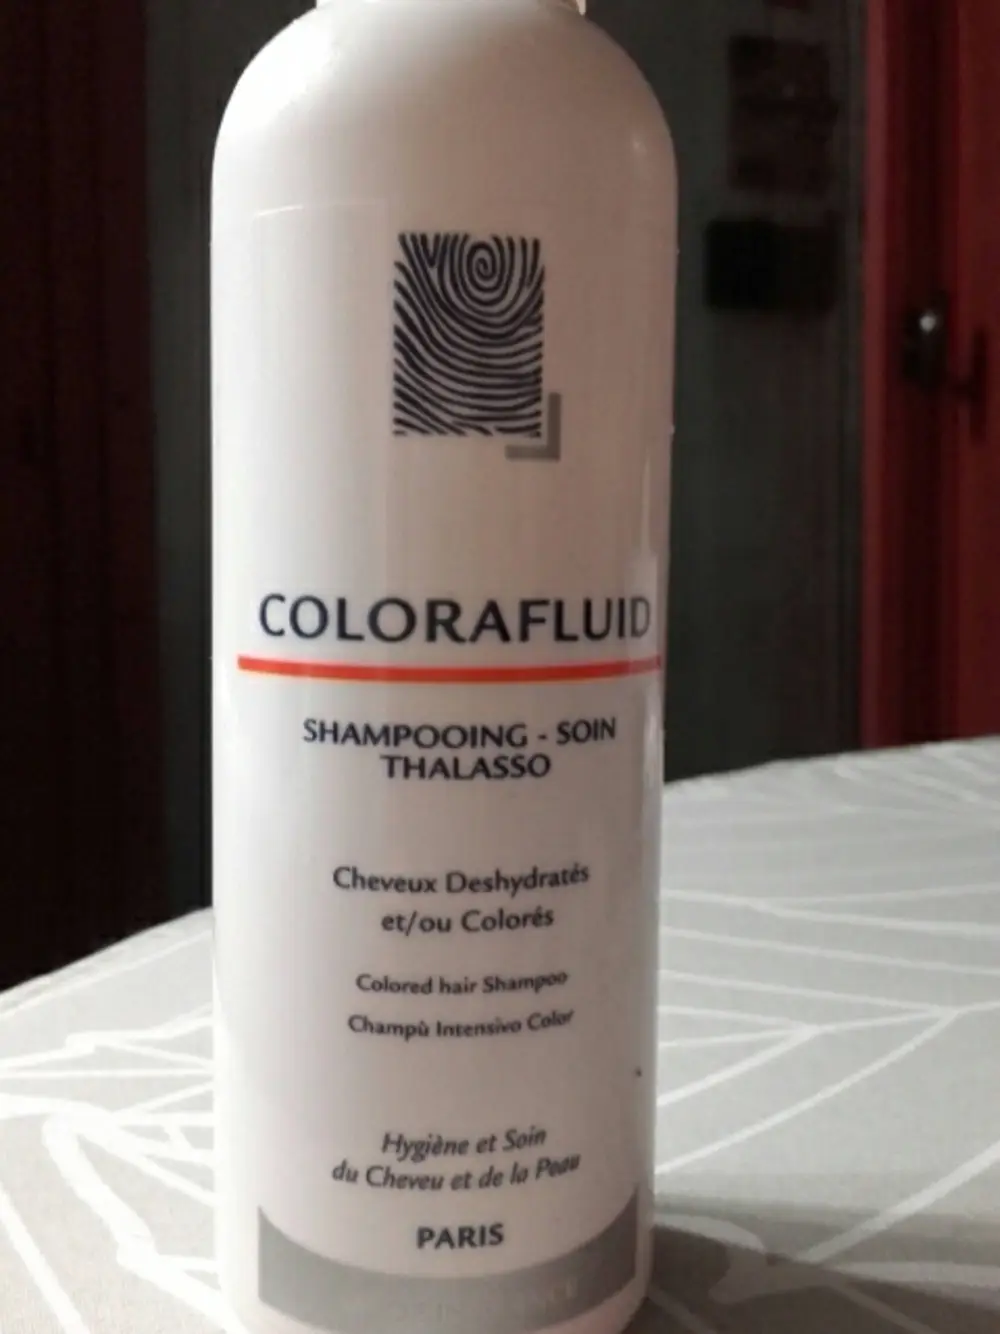 COLORAFLUID
SHAMPOOING - SOIN
THALASSO
Cheveux Deshydratés
et/ou Colorés
Colored hair Shampoo
Champù Intensivo Color
Hygiène et Soin
du Cheveu et de la Peau
PARIS